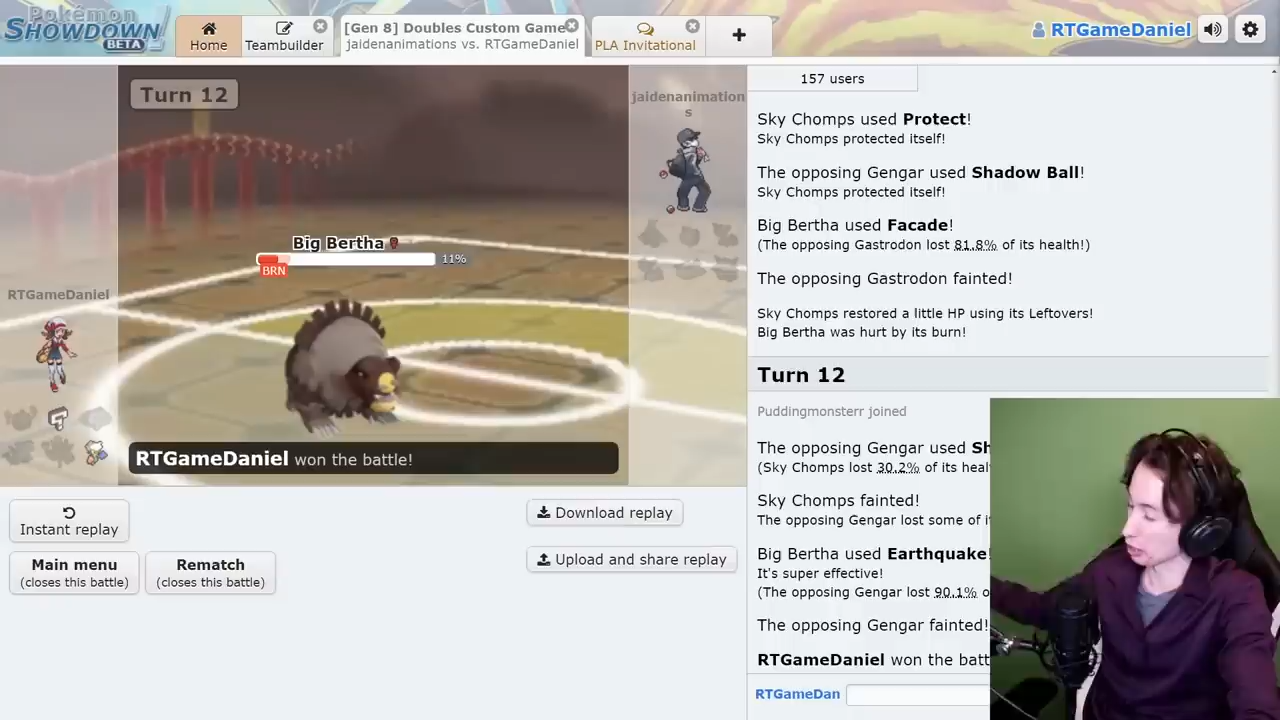 Pokémon
SHOWDOWN!
BETA
Home
Teambuilder
[Gen 8] Doubles Custom Game
jaidenanimations vs. RTGameDaniel
PLA Invitational
+
RTGameDaniel
Turn 12
jaidenanimation
s
Big Bertha
11%
BRN
RTGameDaniel
RTGameDaniel won the battle!
Instant replay
Download replay
Upload and share replay
Main menu
(closes this battle)
Rematch
(closes this battle)
157 users
Sky Chomps used Protect!
Sky Chomps protected itself!
The opposing Gengar used Shadow Ball!
Sky Chomps protected itself!
Big Bertha used Facade!
(The opposing Gastrodon lost 81.8% of its health!)
The opposing Gastrodon fainted!
Sky Chomps restored a little HP using its Leftovers!
Big Bertha was hurt by its burn!
Turn 12
Puddingmonsterr joined
The opposing Gengar used Sh
(Sky Chomps lost 30.2% of its heal
Sky Chomps fainted!
The opposing Gengar lost some of i
Big Bertha used Earthquake!
It's super effective!
(The opposing Gengar lost 90.1% o
The opposing Gengar fainted!
RTGameDaniel won the batt
RTGameDan